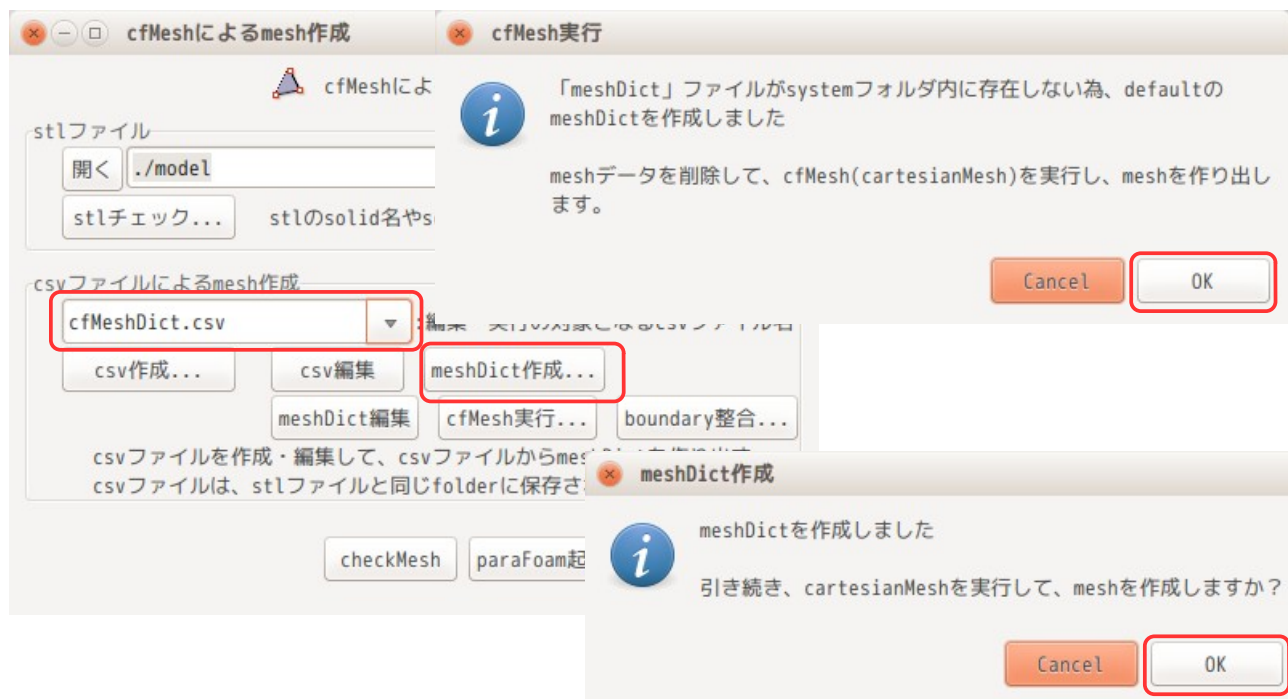 cfMeshによるmesh作成
cfMeshによ
stlファイル
開く ./model
stlチェック... stlのsolid名やs
csvファイルによるmesh作成
cfMeshDict.csv :編集・実行の対象となるcsvファイル名
csv作成... csv編集 meshDict作成...
meshDict編集 cfMesh実行... boundary整合...
csvファイルを作成・編集して、csvファイルからmes
csvファイルは、stlファイルと同じfolderに保存さ
checkMesh paraFoam起
cfMesh実行
「meshDict」ファイルがsystemフォルダ内に存在しない為、defaultの
meshDictを作成しました
meshデータを削除して、cfMesh(cartesianMesh)を実行し、meshを作り出し
ます。
Cancel OK
meshDict作成
meshDictを作成しました
引き続き、cartesianMeshを実行して、meshを作成しますか？
Cancel OK